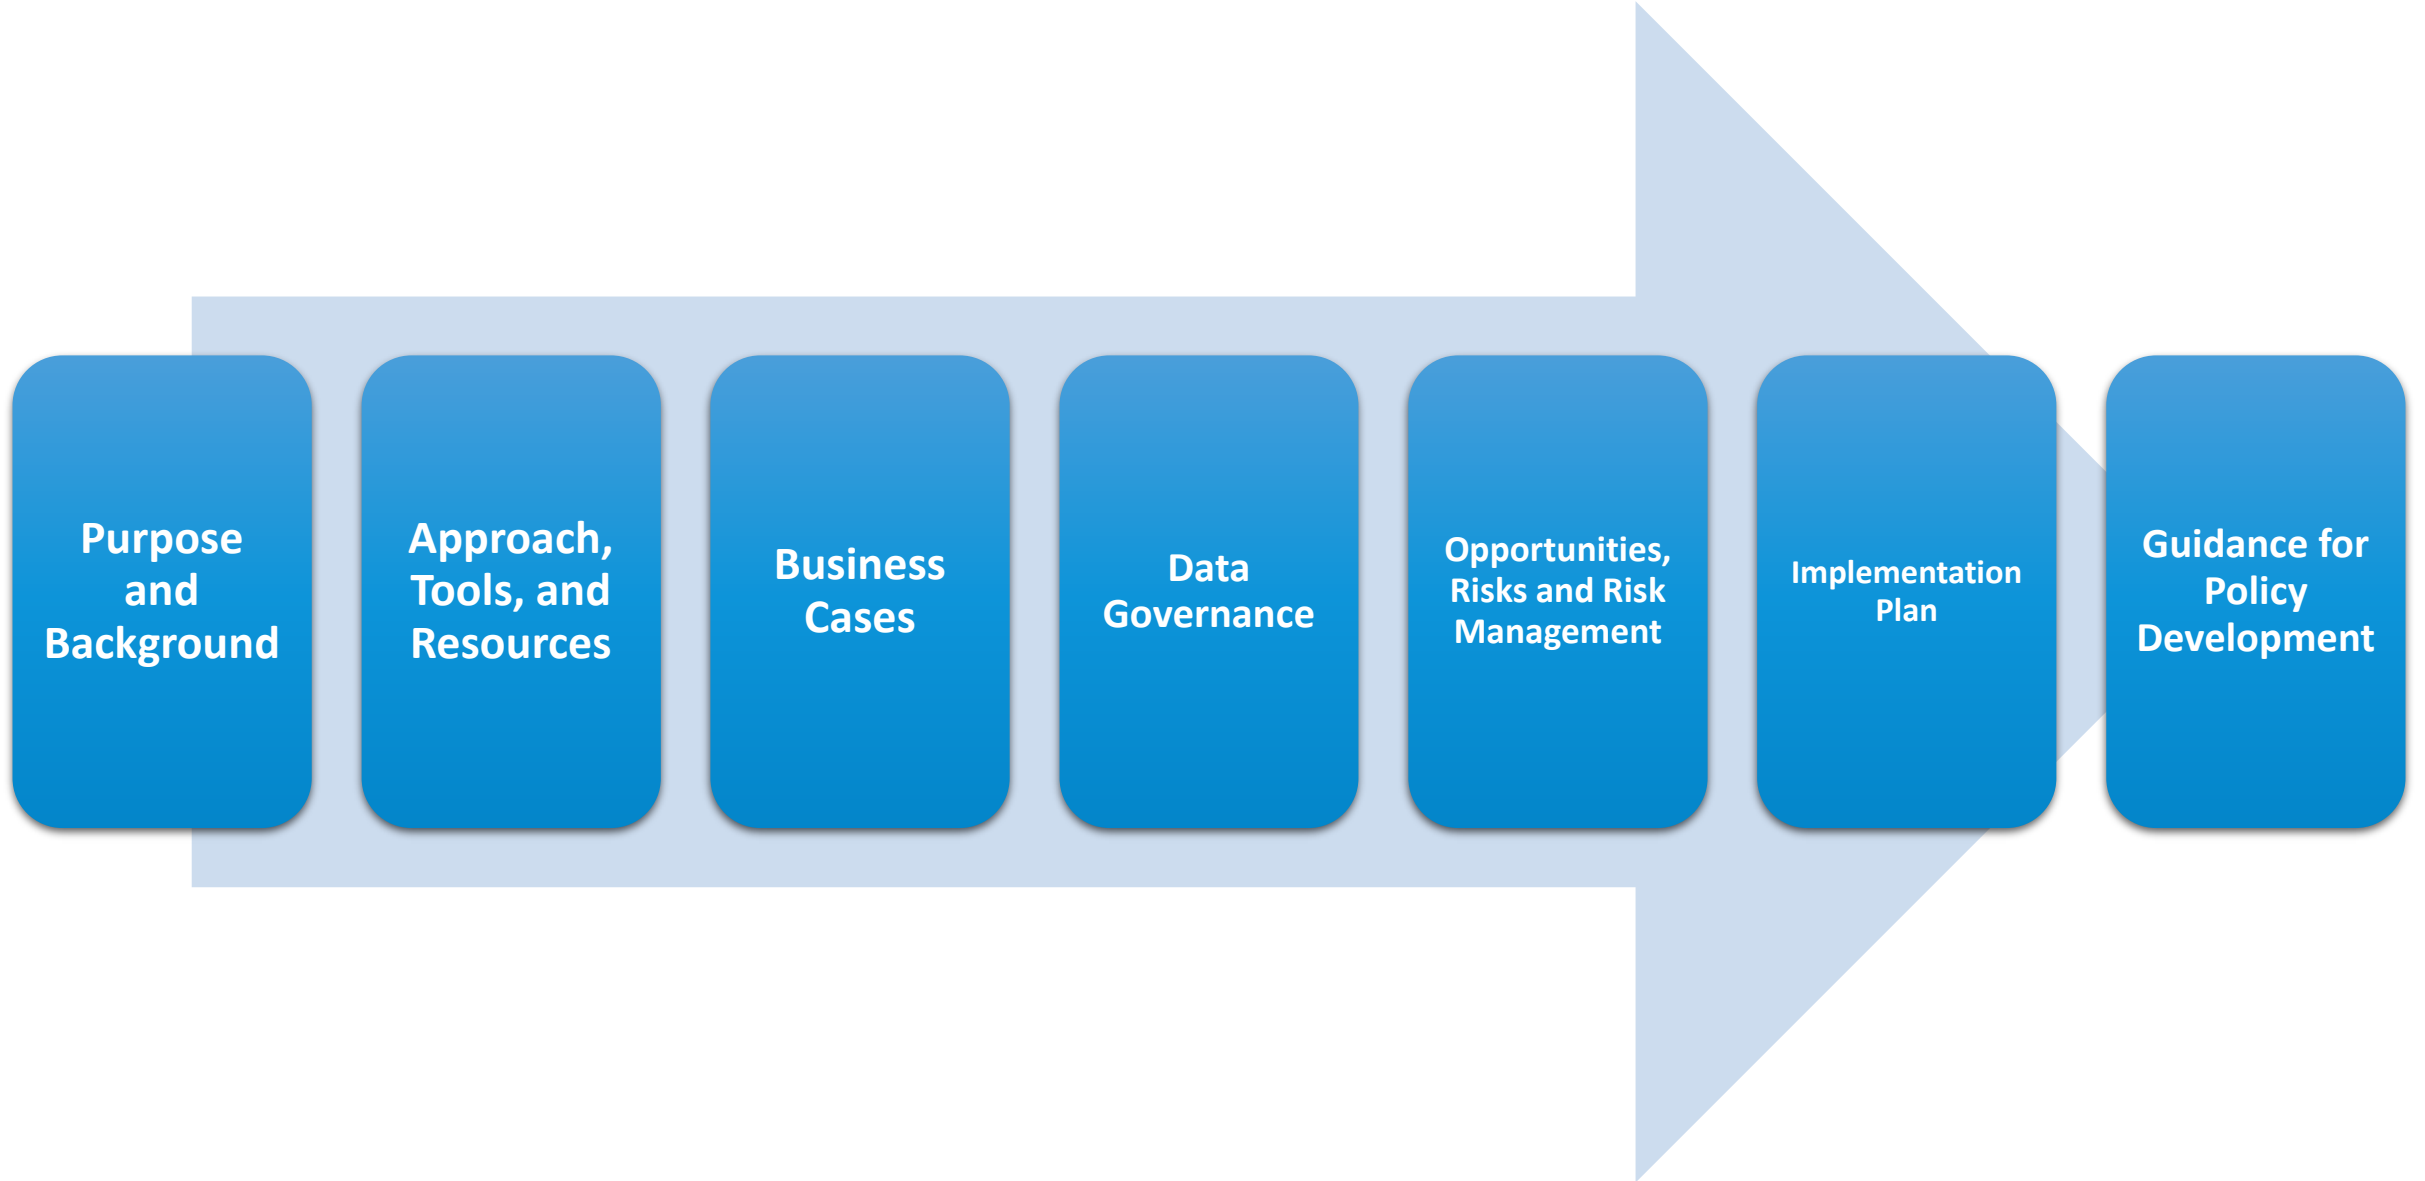 Purpose
and
Background
Approach,
Tools, and
Resources
Business
Cases
Data
Governance
Opportunities,
Risks and Risk
Management
Implementation
Plan
Guidance for
Policy
Development